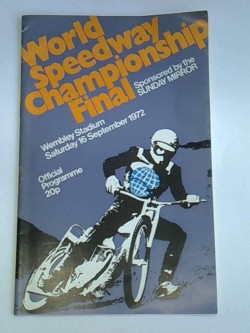 World
Speedway
Championship
Final
Sponsored by the
SUNDAY MIRROR
Wembley Stadium
Saturday 16 September 1972
Official
Programme
20p